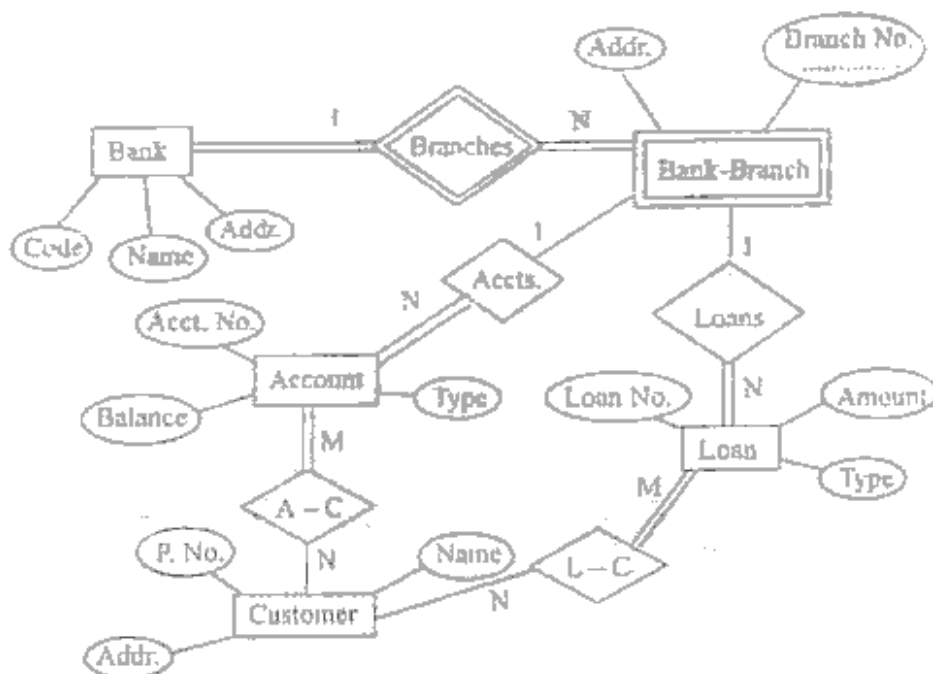 Addr.
Branch No.
1
Branches
N
Bank
Bank-Branch
Code
Name
Addr.
1
Accts.
N
1
Loans
Acct. No.
Account
Type
Balance
M
Loan No.
N
Amount
Loan
Type
M
A – C
P. No.
N
Name
L – C
N
Customer
Addr.